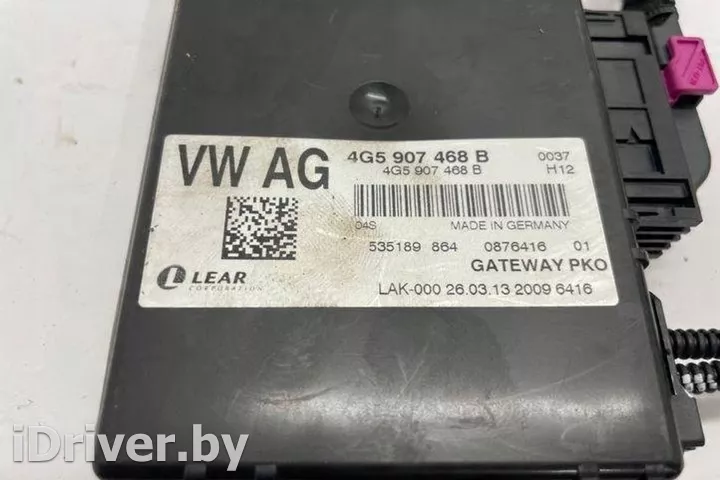 VW AG
4G5 907 468 B 0037
4G5 907 468 B H12
04S MADE IN GERMANY
535189 864 0876416 01
LEAR
CORPORATION
GATEWAY PKO
LAK-000 26.03.13 2009 6416
iDriver.by